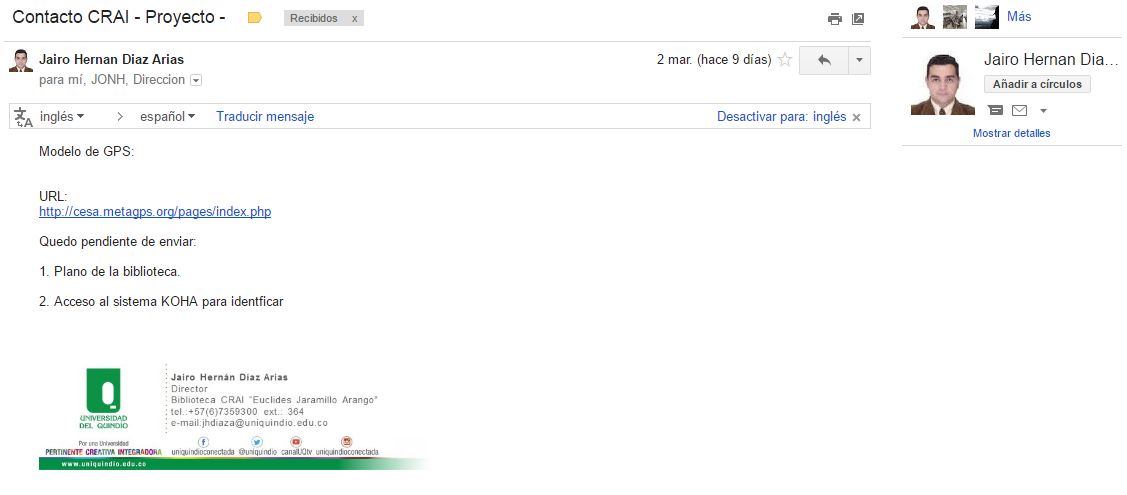 Contacto CRAI - Proyecto -
Recibidos x
Más
Jairo Hernan Diaz Arias
2 mar. (hace 9 días)
para mí, JONH, Direccion
Jairo Hernan Dia...
Añadir a círculos
Mostrar detalles
inglés > español Traducir mensaje Desactivar para: inglés x
Modelo de GPS:
URL:
http://cesa.metagps.org/pages/index.php
Quedo pendiente de enviar:
1. Plano de la biblioteca.
2. Acceso al sistema KOHA para identficar
Jairo Hernán Díaz Arias
Director
Biblioteca CRAI "Euclides Jaramillo Arango"
tel.:+57(6)7359300 ext.: 364
e-mail:jhdiaza@uniquindio.edu.co
UNIVERSIDAD
DEL QUINDÍO
Por una Universidad
PERTINENTE CREATIVA INTEGRADORA
uniquindioconectada @uniquindio canalUQtv uniquindioconectada
www.uniquindio.edu.co